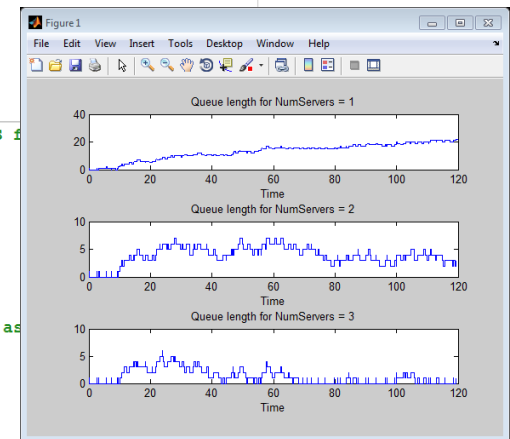 Figure 1
File Edit View Insert Tools Desktop Window Help
Queue length for NumServers = 1
40
20
0
0 20 40 60 80 100 120
Time
Queue length for NumServers = 2
10
5
0
0 20 40 60 80 100 120
Time
Queue length for NumServers = 3
10
5
0
0 20 40 60 80 100 120
Time
as